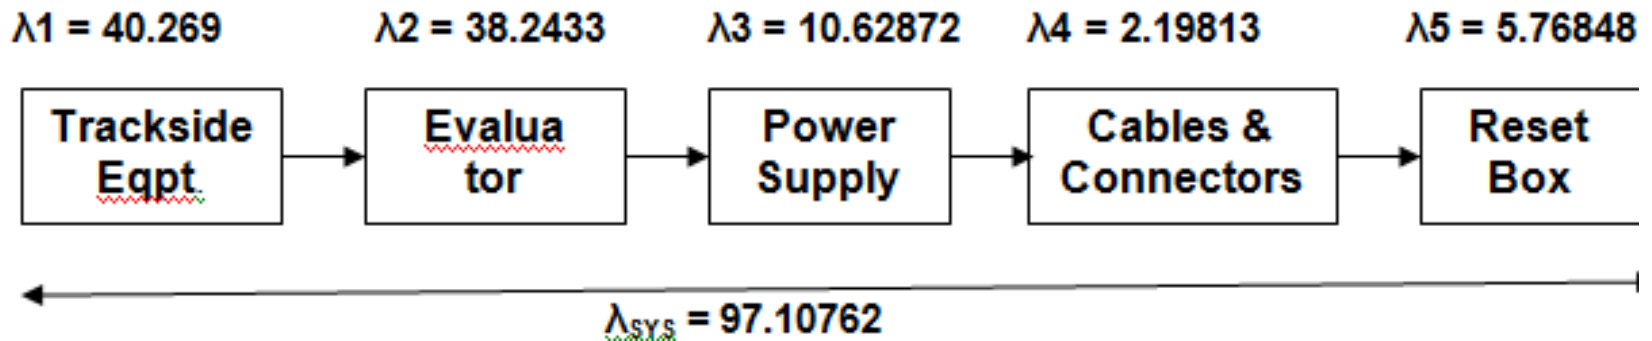 λ1 = 40.269 λ2 = 38.2433 λ3 = 10.62872 λ4 = 2.19813 λ5 = 5.76848
Trackside Eqpt.
Evalua tor
Power Supply
Cables & Connectors
Reset Box
λSYS = 97.10762